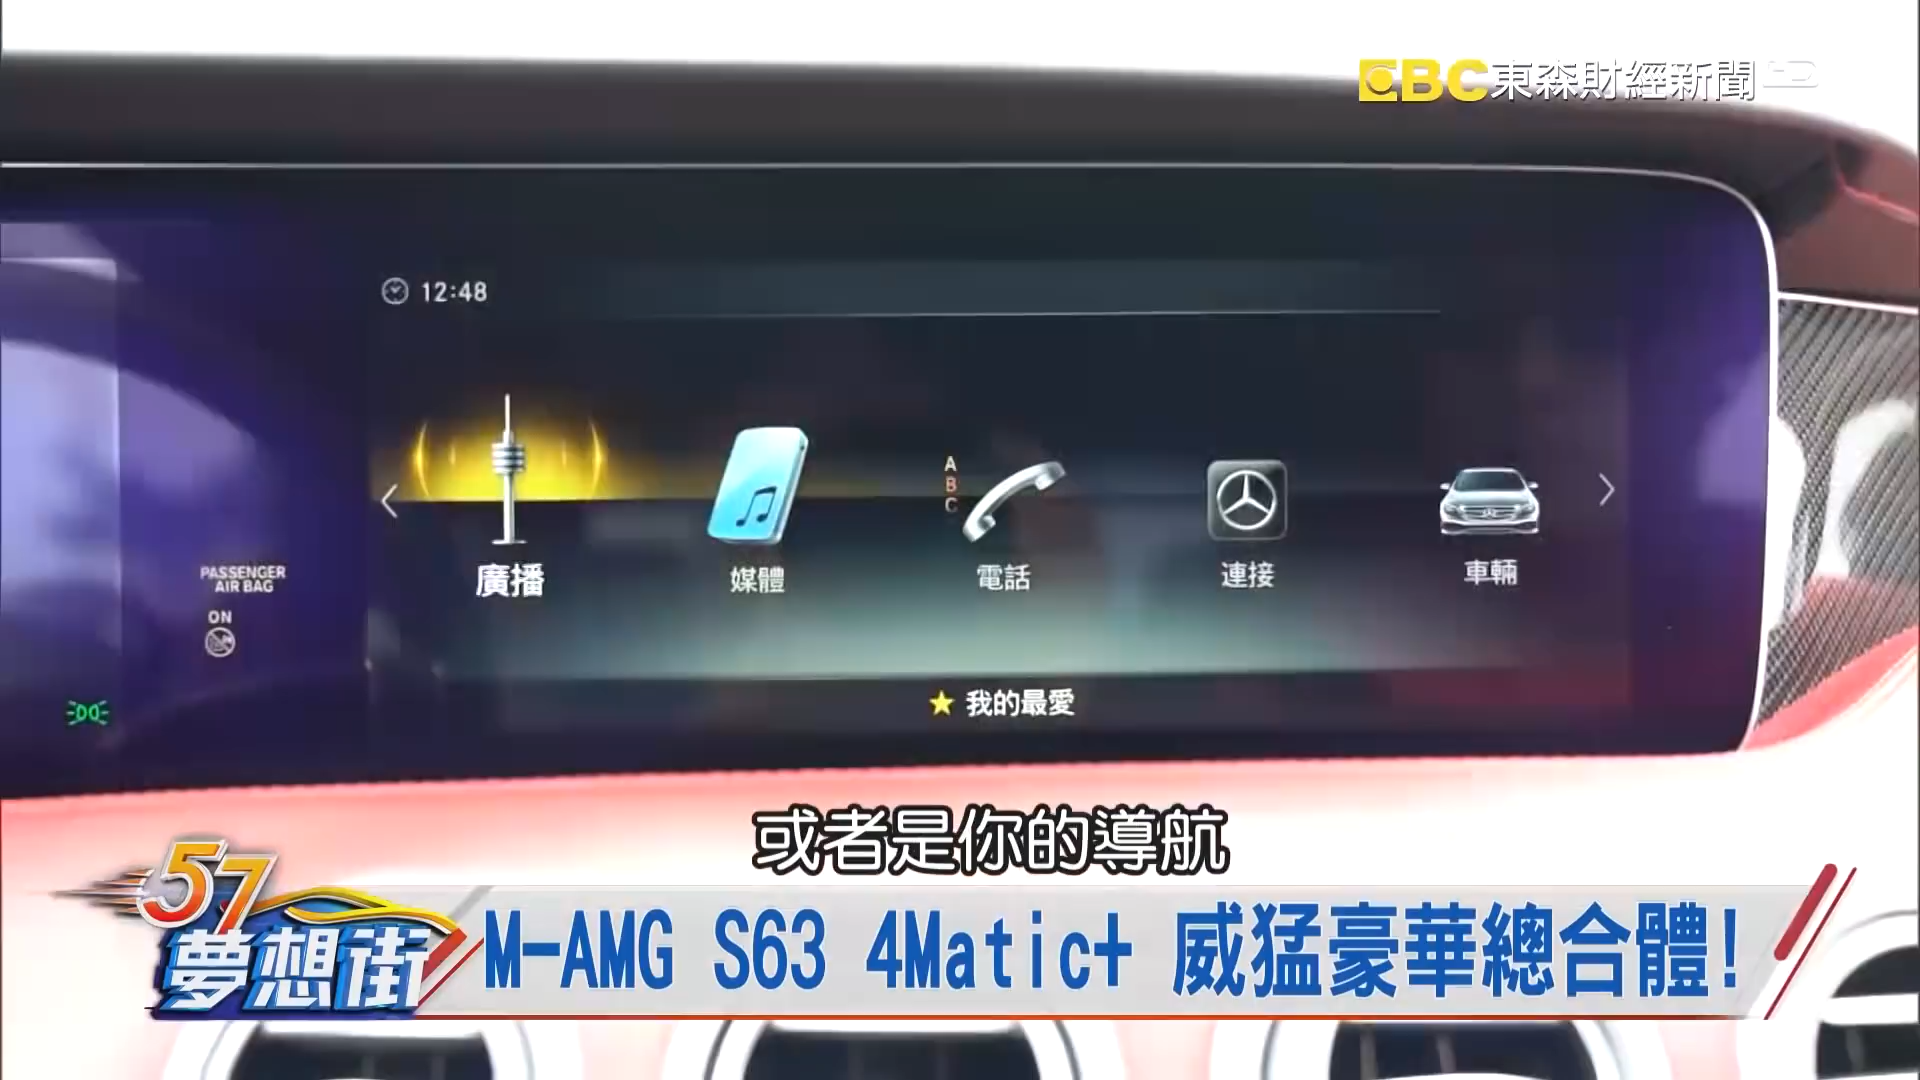 EBC東森財經新聞HD
12:48
A
B
C
廣播
媒體
電話
連接
車輛
PASSENGER
AIR BAG
ON
我的最愛
或者是你的導航
57
夢想街
M-AMG S63 4Matic+ 威猛豪華總合體!